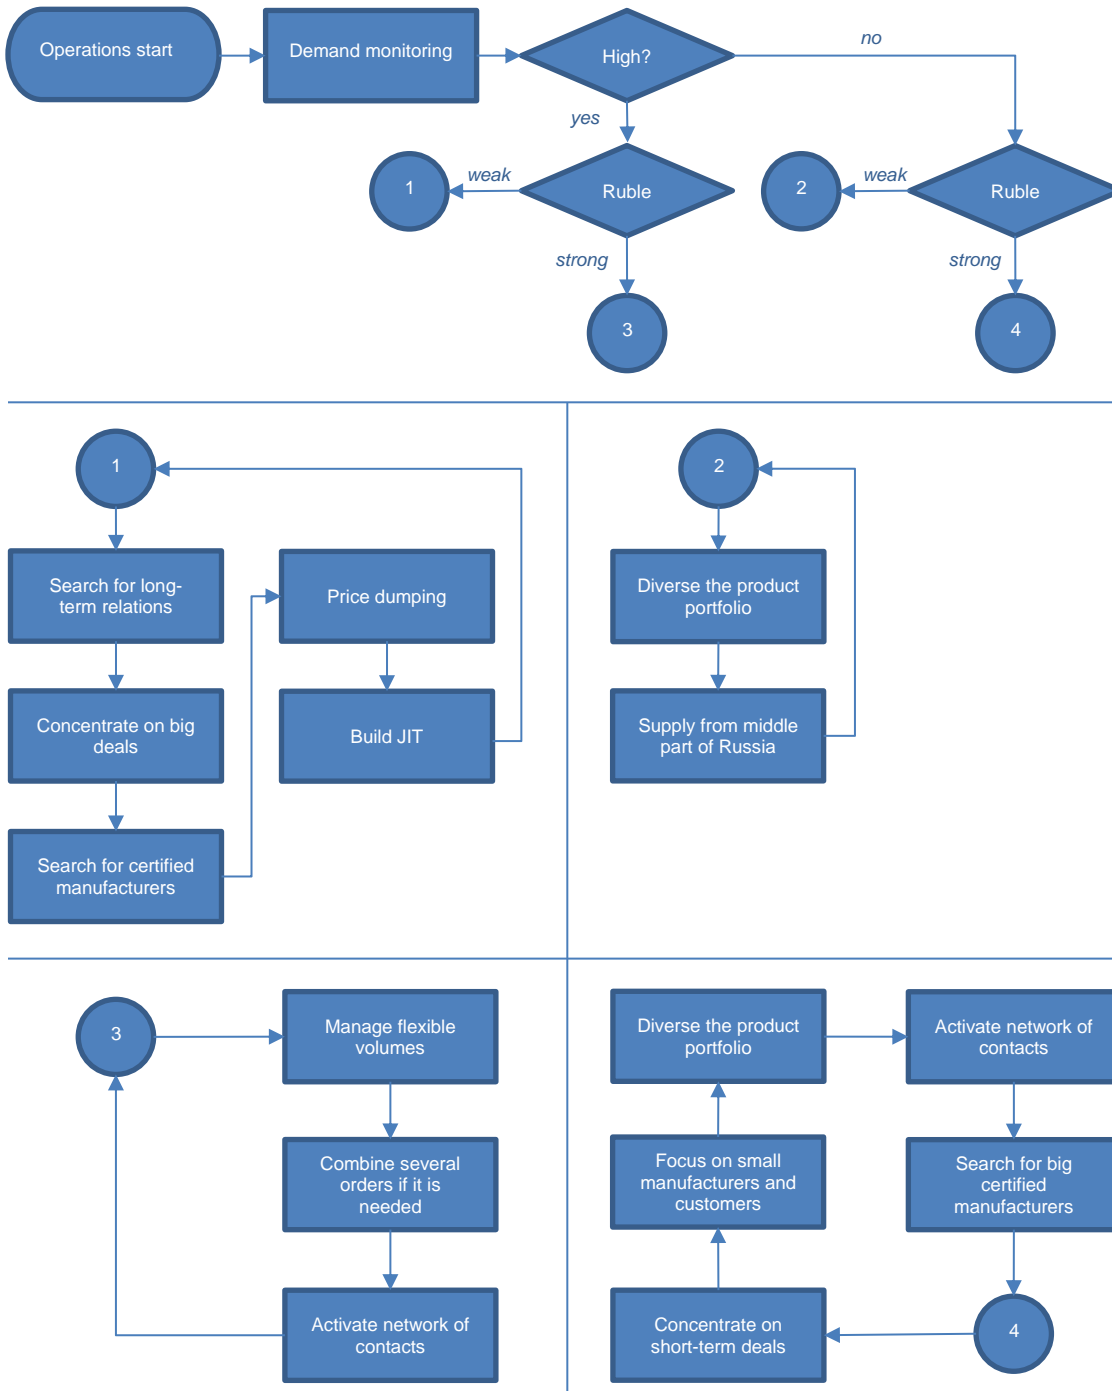 Operations start
Demand monitoring
High?
no
yes
1
weak
Ruble
2
weak
Ruble
strong
strong
3
4
1
Search for long-
term relations
Concentrate on big
deals
Search for certified
manufacturers
Price dumping
Build JIT
2
Diverse the product
portfolio
Supply from middle
part of Russia
3
Manage flexible
volumes
Combine several
orders if it is
needed
Activate network of
contacts
4
Concentrate on
short-term deals
Focus on small
manufacturers and
customers
Diverse the product
portfolio
Activate network of
contacts
Search for big
certified
manufacturers